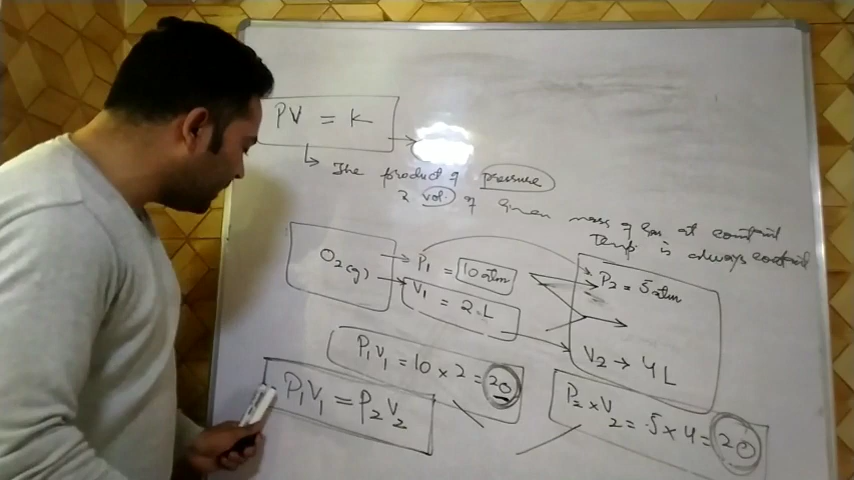 PV = K
The product of pressure
& vol. of given mass of gas at constant
Temp is always constant
O2(g)
P1 = 10 atm
V1 = 2 L
P2 = 5 atm
V2 → 4 L
P1V1 = 10 × 2 = 20
P1V1 = P2V2
P2 × V2 = 5 × 4 = 20